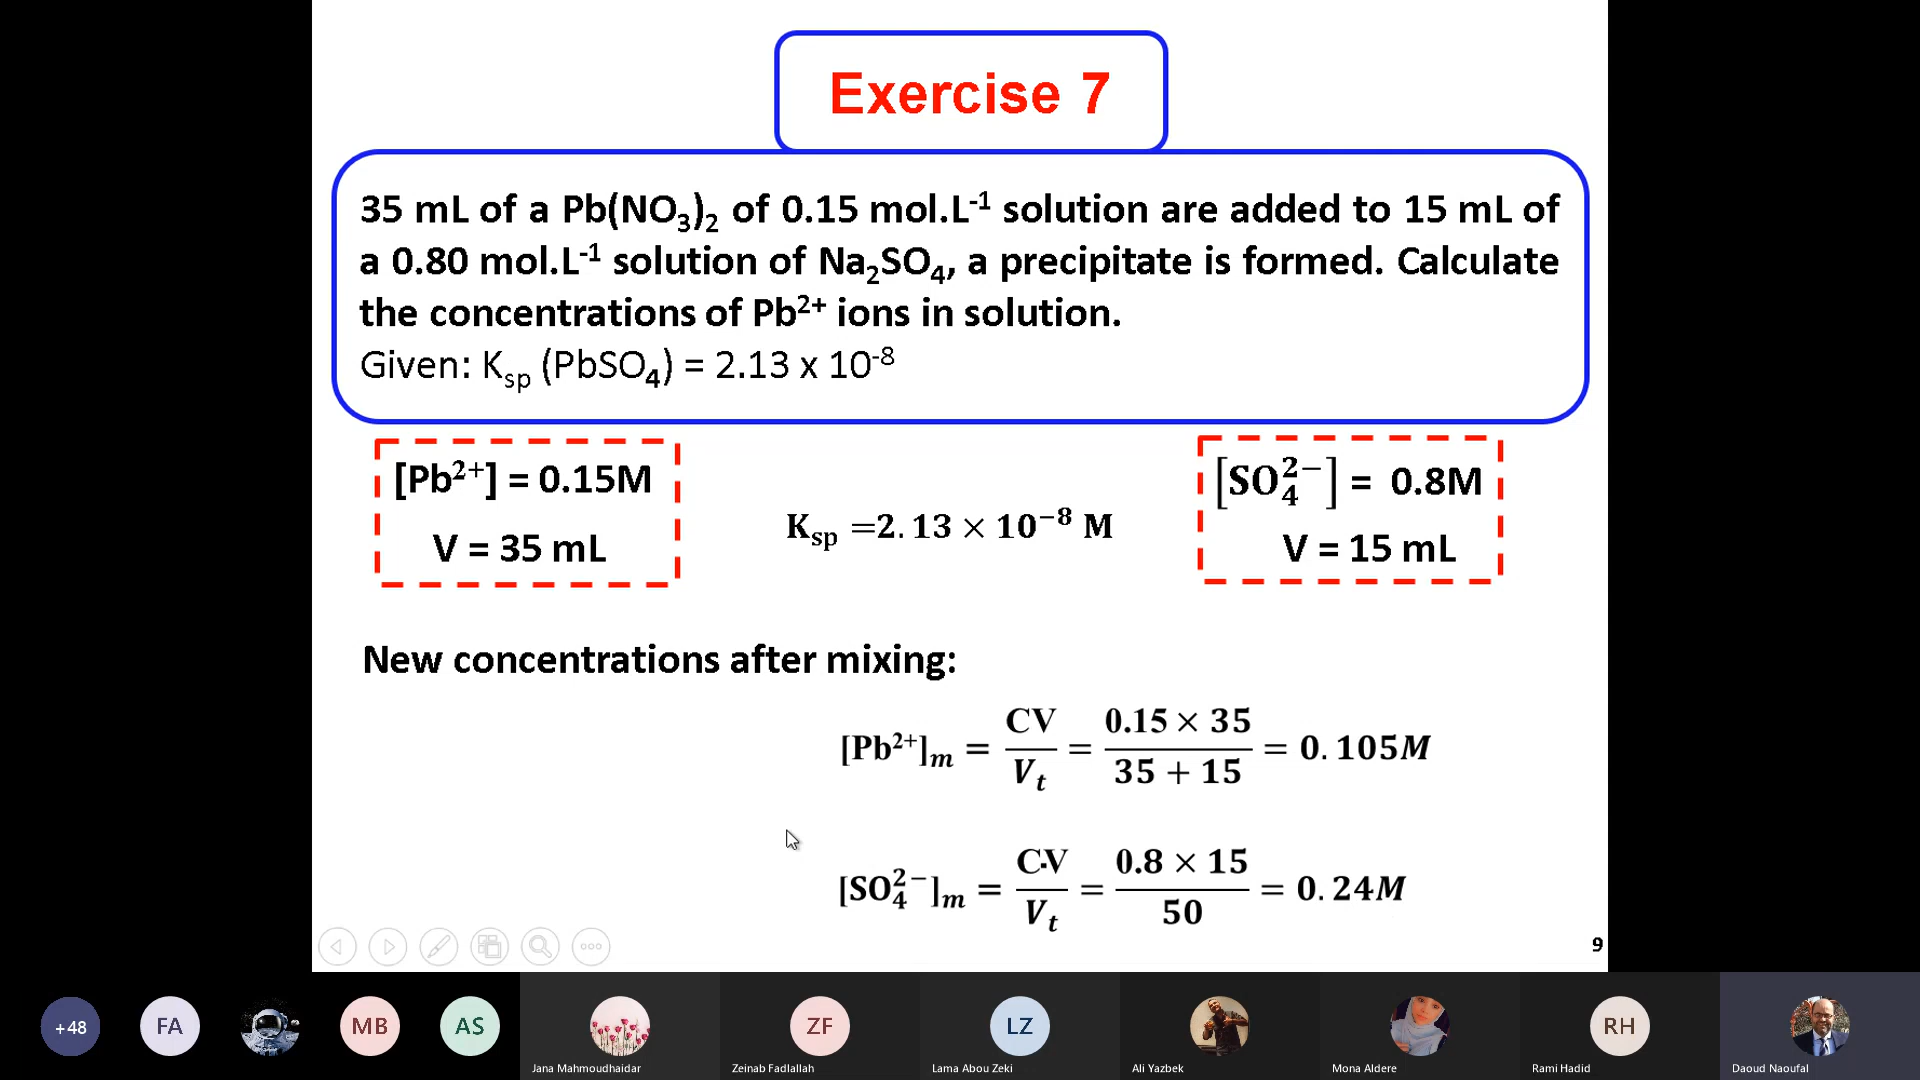 Exercise 7
35 mL of a Pb(NO₃)₂ of 0.15 mol.L⁻¹ solution are added to 15 mL of
a 0.80 mol.L⁻¹ solution of Na₂SO₄, a precipitate is formed. Calculate
the concentrations of Pb²⁺ ions in solution.
Given: Kₛₚ (PbSO₄) = 2.13 x 10⁻⁸
[Pb²⁺] = 0.15M
V = 35 mL
Kₛₚ =2.13 × 10⁻⁸ M
[SO₄²⁻] = 0.8M
V = 15 mL
New concentrations after mixing:
[Pb²⁺]ₘ = CV/Vₜ = (0.15 × 35)/(35 + 15) = 0.105M
[SO₄²⁻]ₘ = C.V/Vₜ = (0.8 × 15)/50 = 0.24M
9
+48
FA
MB
AS
ZF
LZ
RH
Jana Mahmoudhaidar
Zeinab Fadlallah
Lama Abou Zeki
Ali Yazbek
Mona Aldere
Rami Hadid
Daoud Naoufal